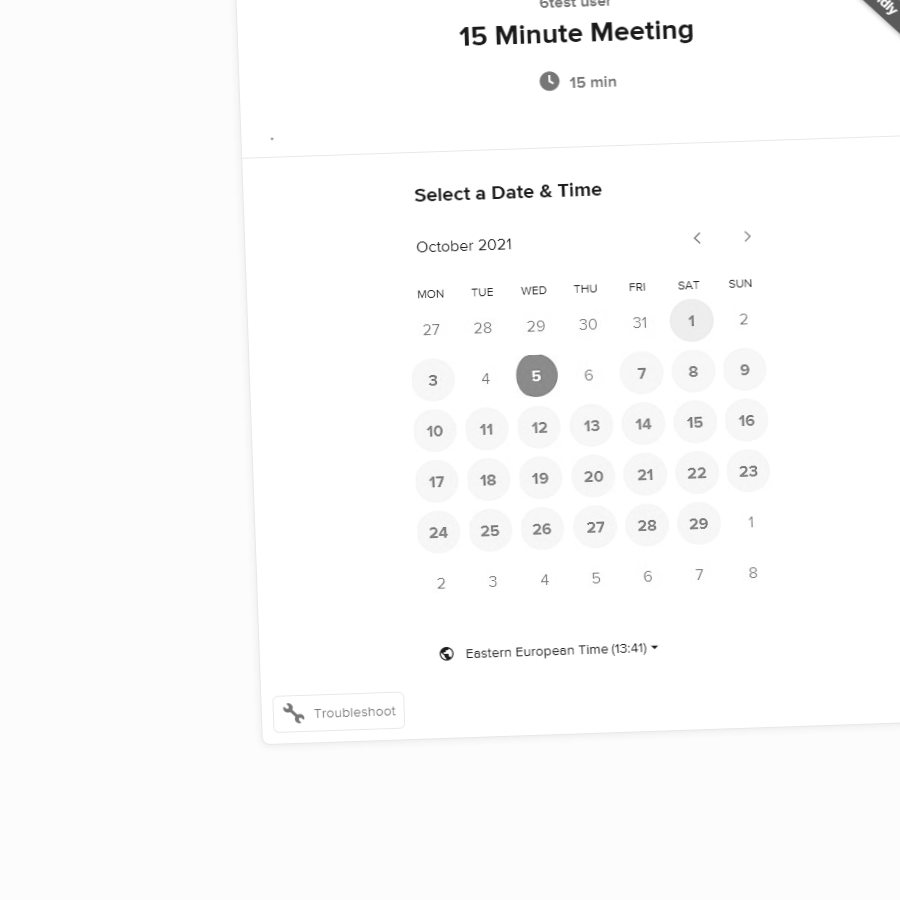 6test user
15 Minute Meeting
15 min
.
Select a Date & Time
October 2021
MON TUE WED THU FRI SAT SUN
27 28 29 30 31 1 2
3 4 5 6 7 8 9
10 11 12 13 14 15 16
17 18 19 20 21 22 23
24 25 26 27 28 29 1
2 3 4 5 6 7 8
Eastern European Time (13:41)
Troubleshoot